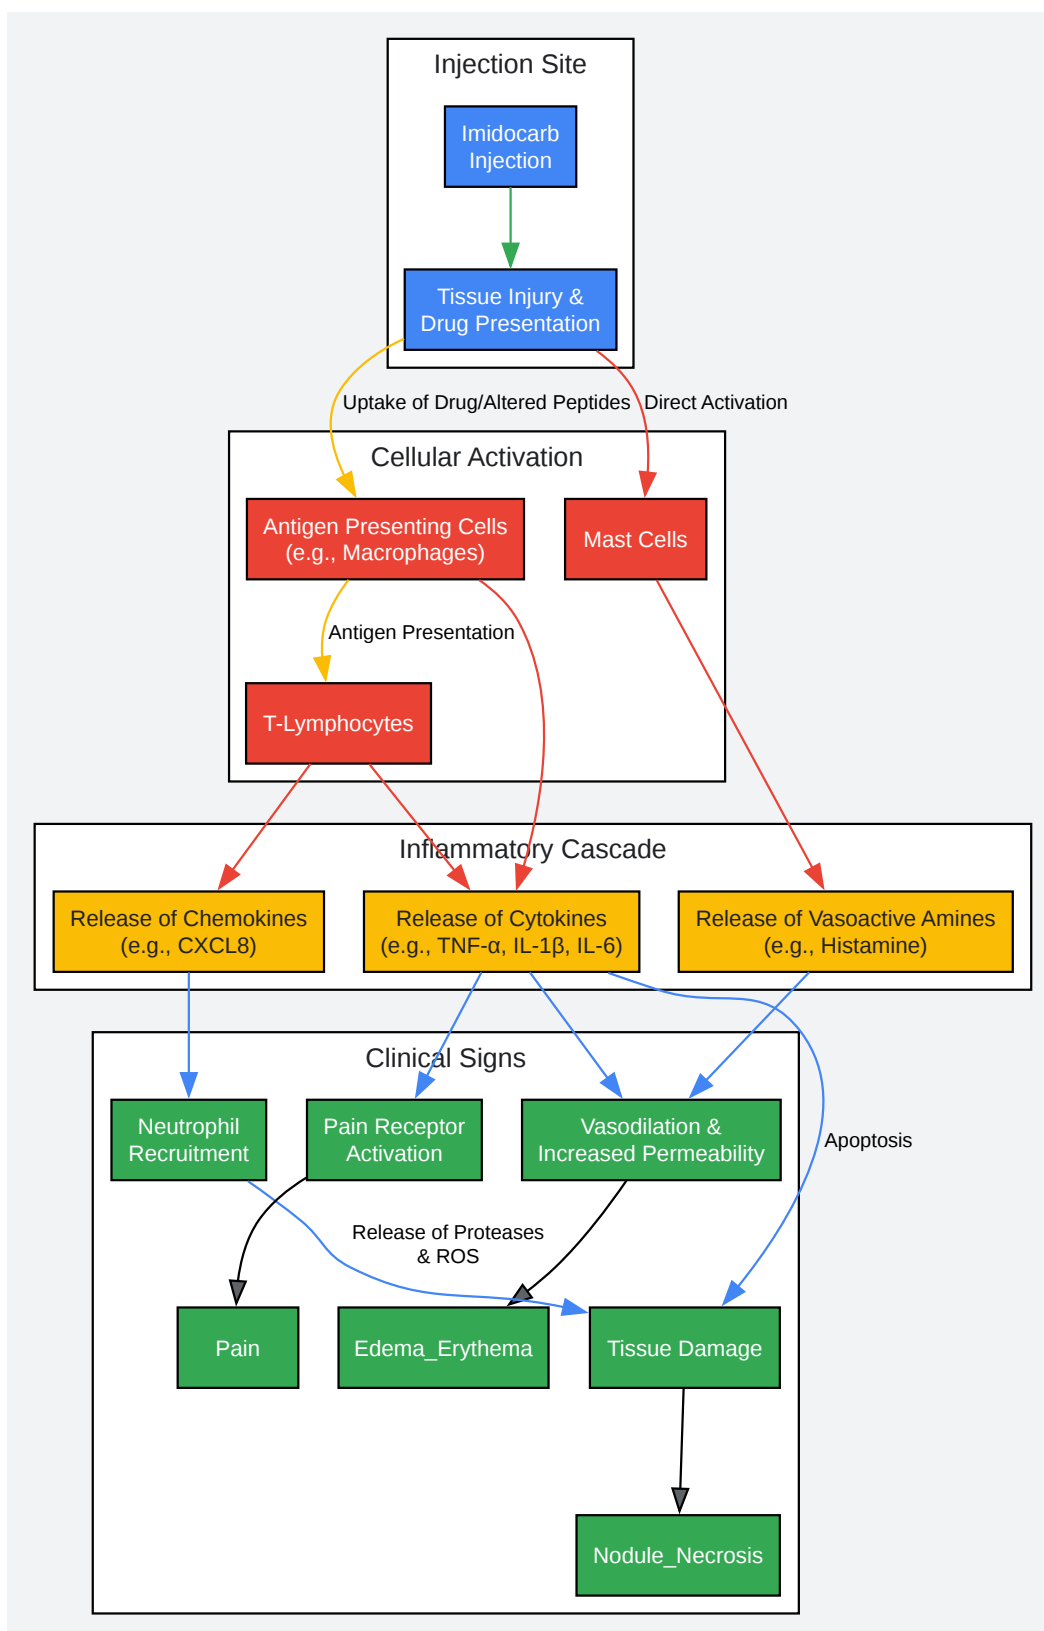 Injection Site
Imidocarb
Injection
Tissue Injury &
Drug Presentation
Uptake of Drug/Altered Peptides
Direct Activation
Cellular Activation
Antigen Presenting Cells
(e.g., Macrophages)
Mast Cells
Antigen Presentation
T-Lymphocytes
Inflammatory Cascade
Release of Chemokines
(e.g., CXCL8)
Release of Cytokines
(e.g., TNF-α, IL-1β, IL-6)
Release of Vasoactive Amines
(e.g., Histamine)
Clinical Signs
Neutrophil
Recruitment
Pain Receptor
Activation
Vasodilation &
Increased Permeability
Apoptosis
Release of Proteases
& ROS
Pain
Edema_Erythema
Tissue Damage
Nodule_Necrosis